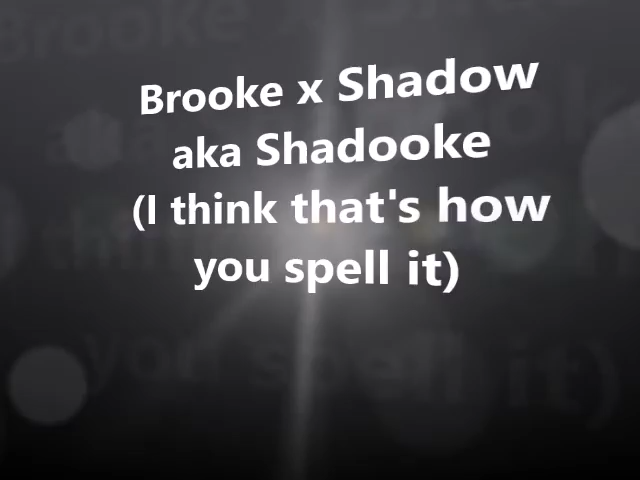 Brooke x Shadow
aka Shadooke
(I think that's how
you spell it)